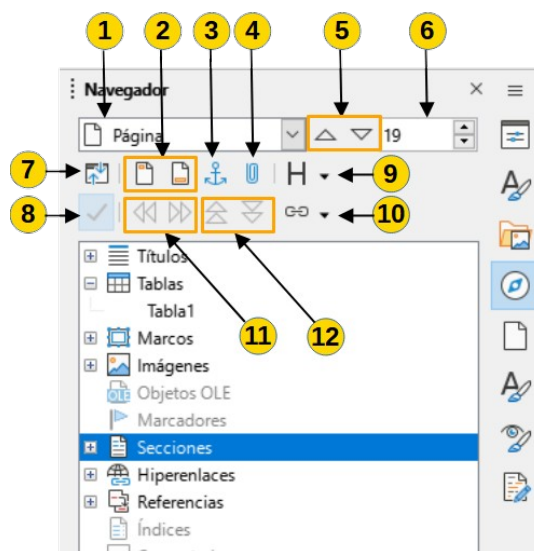 1 2 3 4 5 6
Navegador
Página 19
7 H 9
8 10
Títulos
Tablas
Tabla1 11 12
Marcos
Imágenes
OLE Objetos OLE
Marcadores
Secciones
Hiperenlaces
Referencias
Índices